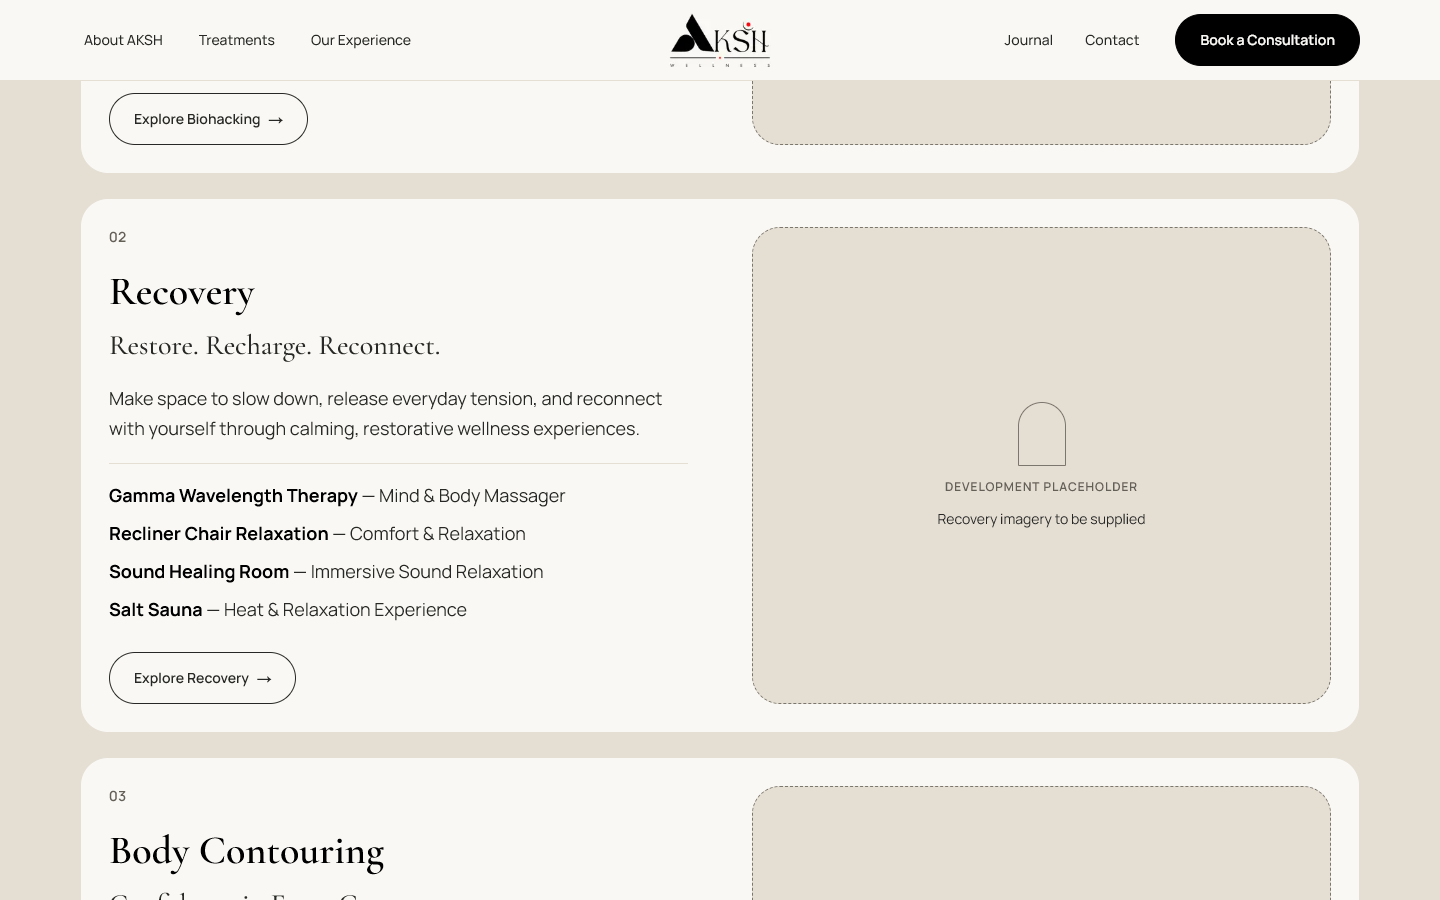 About AKSH
Treatments
Our Experience
AKSH
WELLNESS
Journal
Contact
Book a Consultation
Explore Biohacking →
02
Recovery
Restore. Recharge. Reconnect.
Make space to slow down, release everyday tension, and reconnect
with yourself through calming, restorative wellness experiences.
Gamma Wavelength Therapy — Mind & Body Massager
Recliner Chair Relaxation — Comfort & Relaxation
Sound Healing Room — Immersive Sound Relaxation
Salt Sauna — Heat & Relaxation Experience
Explore Recovery →
DEVELOPMENT PLACEHOLDER
Recovery imagery to be supplied
03
Body Contouring